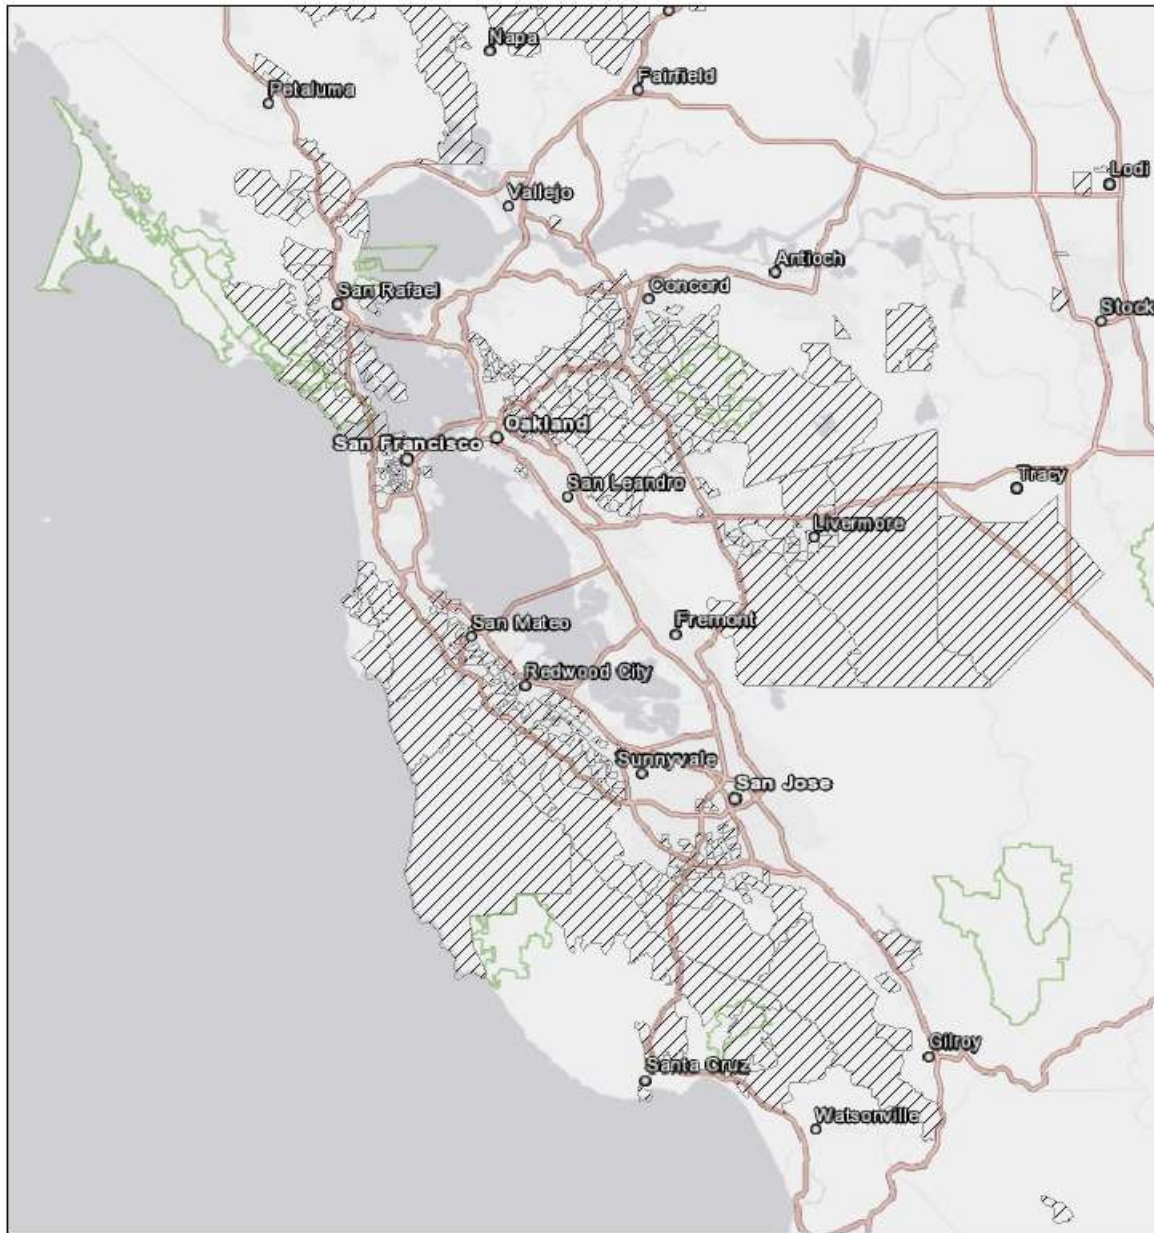 Napa
Fairfield
Petaluma
Lodi
Vallejo
Antioch
San Rafael
Concord
Stock
Oakland
San Francisco
Tracy
San Leandro
Livermore
San Mateo
Fremont
Redwood City
Sunnyvale
San Jose
Gilroy
Santa Cruz
Watsonville